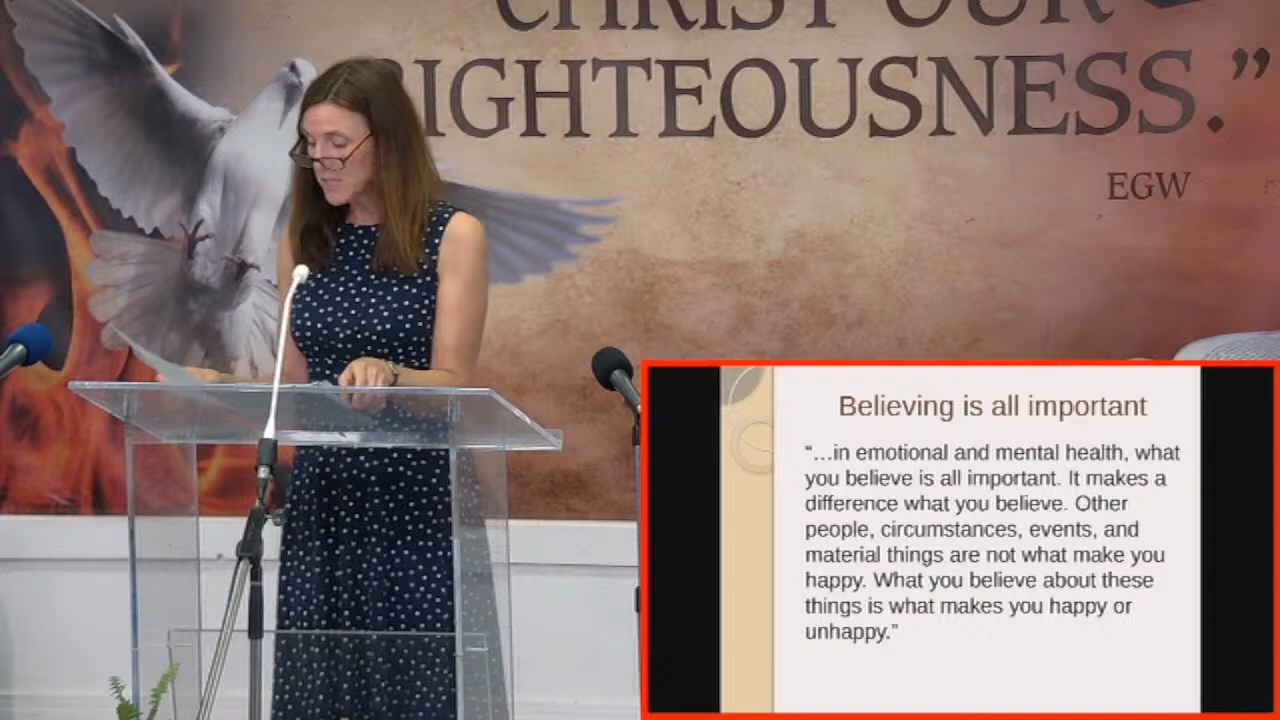 CHRIST OUR
RIGHTEOUSNESS.”
EGW
Believing is all important
“…in emotional and mental health, what
you believe is all important. It makes a
difference what you believe. Other
people, circumstances, events, and
material things are not what make you
happy. What you believe about these
things is what makes you happy or
unhappy.”